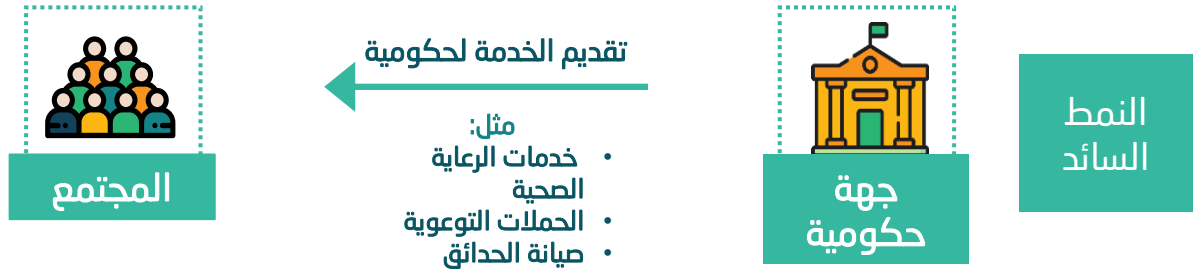 النمط
السائد
جهة
حكومية
تقديم الخدمة لحكومية
مثل:
• خدمات الرعاية
الصحية
• الحملات التوعوية
• صيانة الحدائق
المجتمع